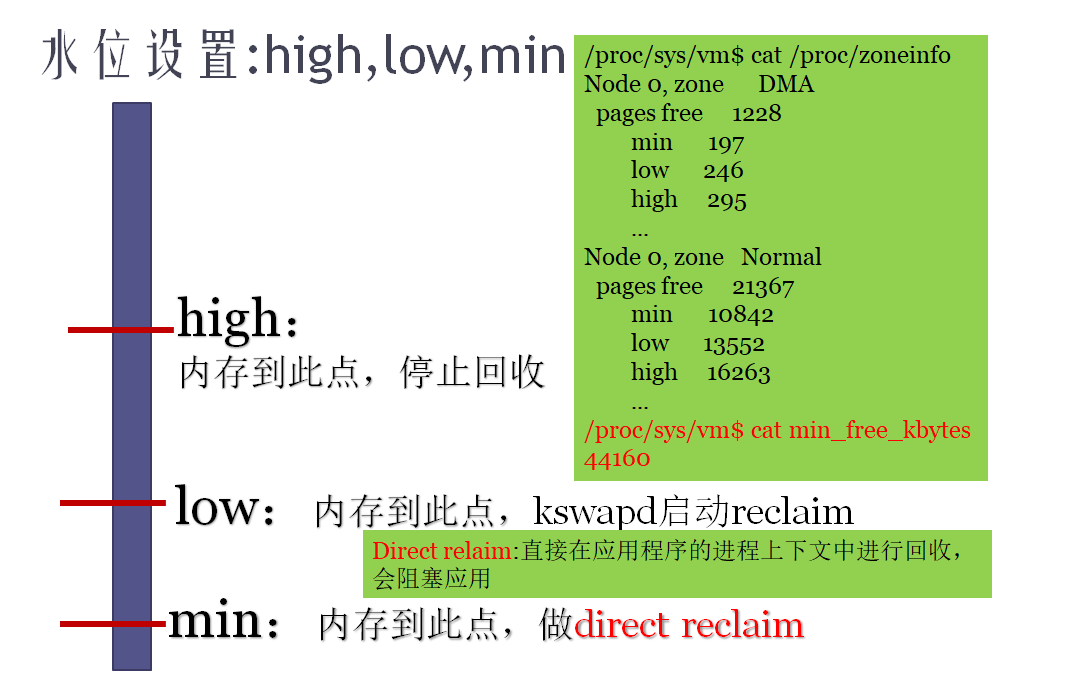 水位设置:high,low,min
/proc/sys/vm$ cat /proc/zoneinfo
Node 0, zone DMA
pages free 1228
min 197
low 246
high 295
...
Node 0, zone Normal
pages free 21367
min 10842
low 13552
high 16263
...
/proc/sys/vm$ cat min_free_kbytes
44160
high：
内存到此点，停止回收
low： 内存到此点，kswapd启动reclaim
Direct relaim:直接在应用程序的进程上下文中进行回收，
会阻塞应用
min： 内存到此点，做direct reclaim